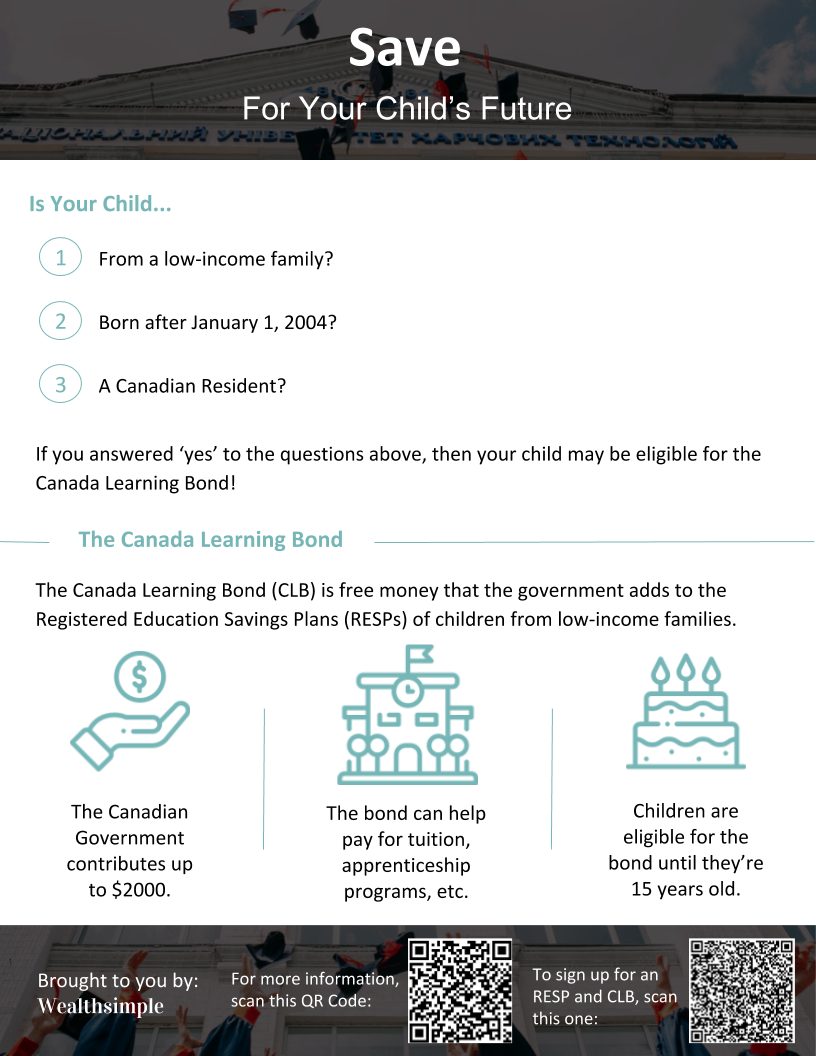 Save
For Your Child's Future
АЦІОНАЛЬНИЙ УНІВЕ ТЕТ ХАРЧОВИХ ТЕХНОЛОГІЙ
Is Your Child...
1 From a low-income family?
2 Born after January 1, 2004?
3 A Canadian Resident?
If you answered ‘yes’ to the questions above, then your child may be eligible for the
Canada Learning Bond!
The Canada Learning Bond
The Canada Learning Bond (CLB) is free money that the government adds to the
Registered Education Savings Plans (RESPs) of children from low-income families.
$
The Canadian
Government
contributes up
to $2000.
The bond can help
pay for tuition,
apprenticeship
programs, etc.
Children are
eligible for the
bond until they’re
15 years old.
Brought to you by:
Wealthsimple
For more information,
scan this QR Code:
To sign up for an
RESP and CLB, scan
this one: